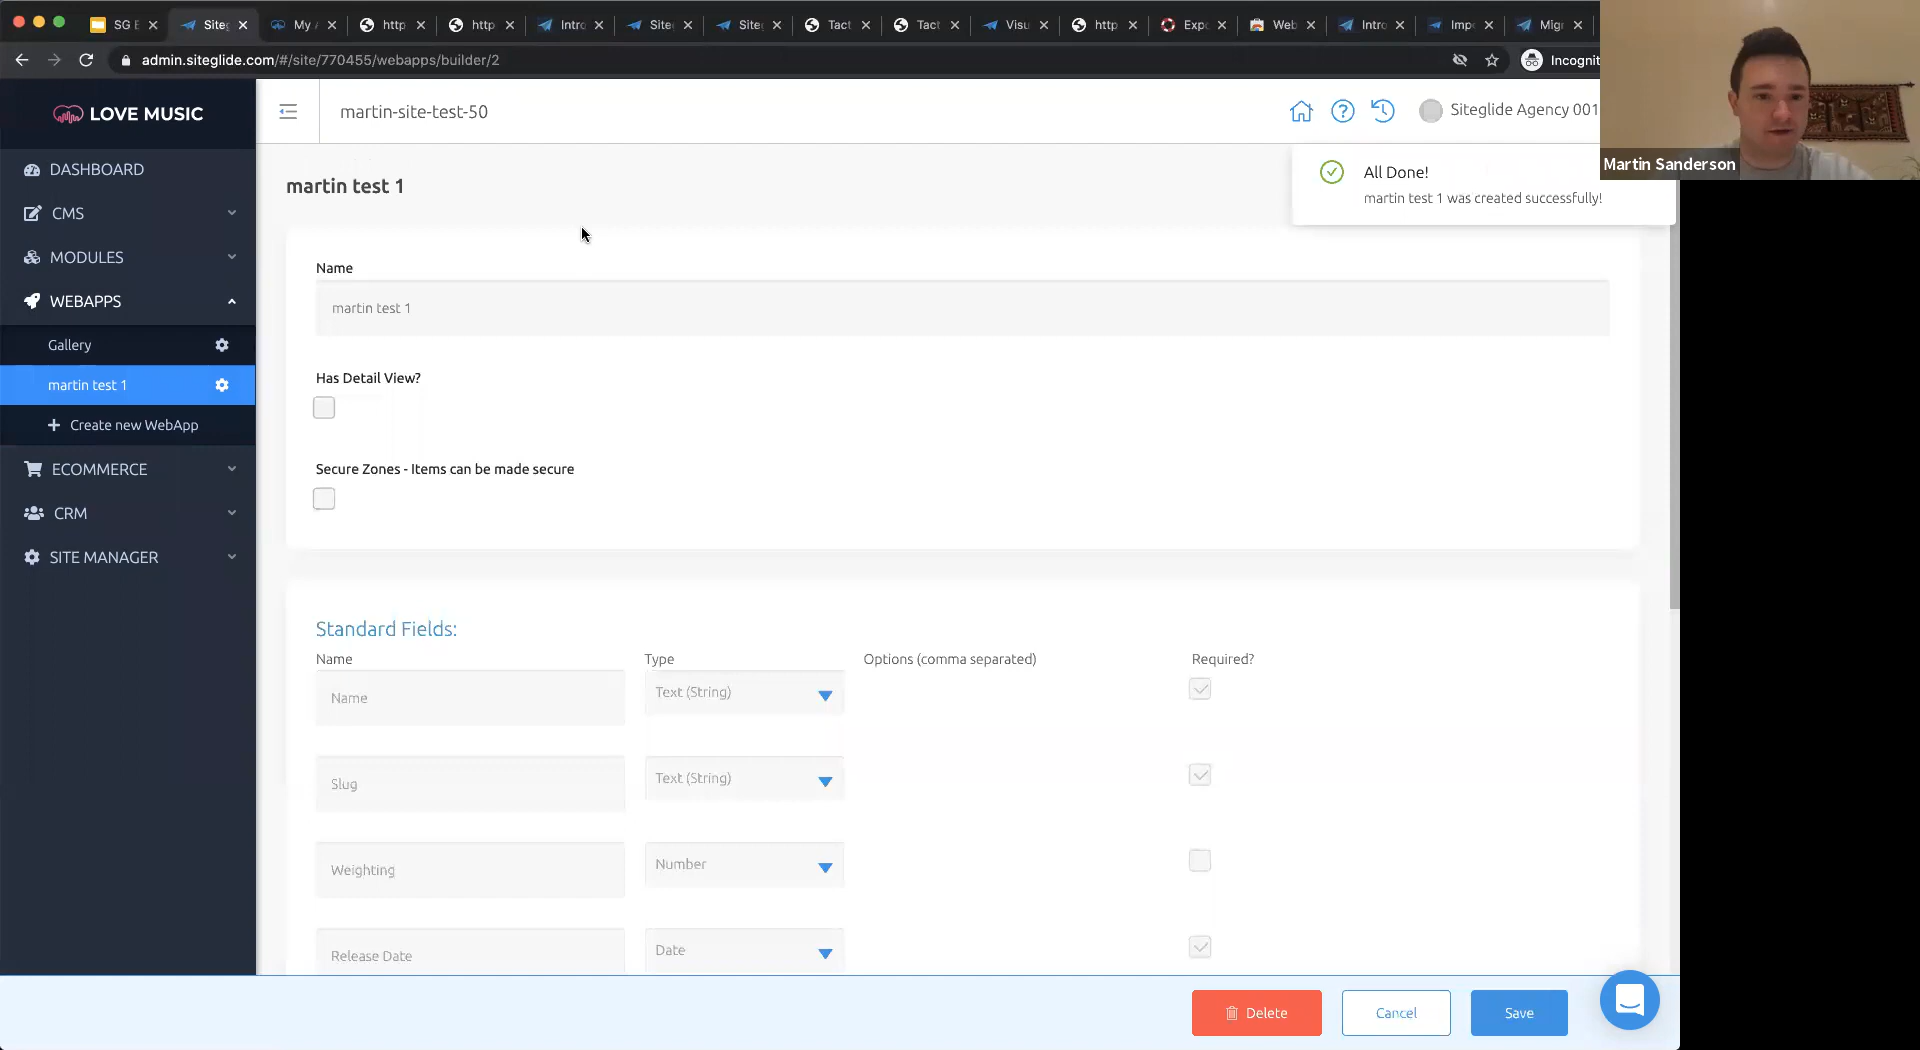 SG E
Siteg
My A
http
http
Intro
Siteg
Siteg
Tact
Tact
Visu
http
Expo
Web
Intro
Impo
Migr
admin.siteglide.com/#/site/770455/webapps/builder/2
Incognit
LOVE MUSIC
martin-site-test-50
Siteglide Agency 001
Martin Sanderson
DASHBOARD
CMS
MODULES
WEBAPPS
Gallery
martin test 1
Create new WebApp
ECOMMERCE
CRM
SITE MANAGER
All Done!
martin test 1 was created successfully!
martin test 1
Name
martin test 1
Has Detail View?
Secure Zones - Items can be made secure
Standard Fields:
Name Type Options (comma separated) Required?
Name Text (String)
Slug Text (String)
Weighting Number
Release Date Date
Delete Cancel Save